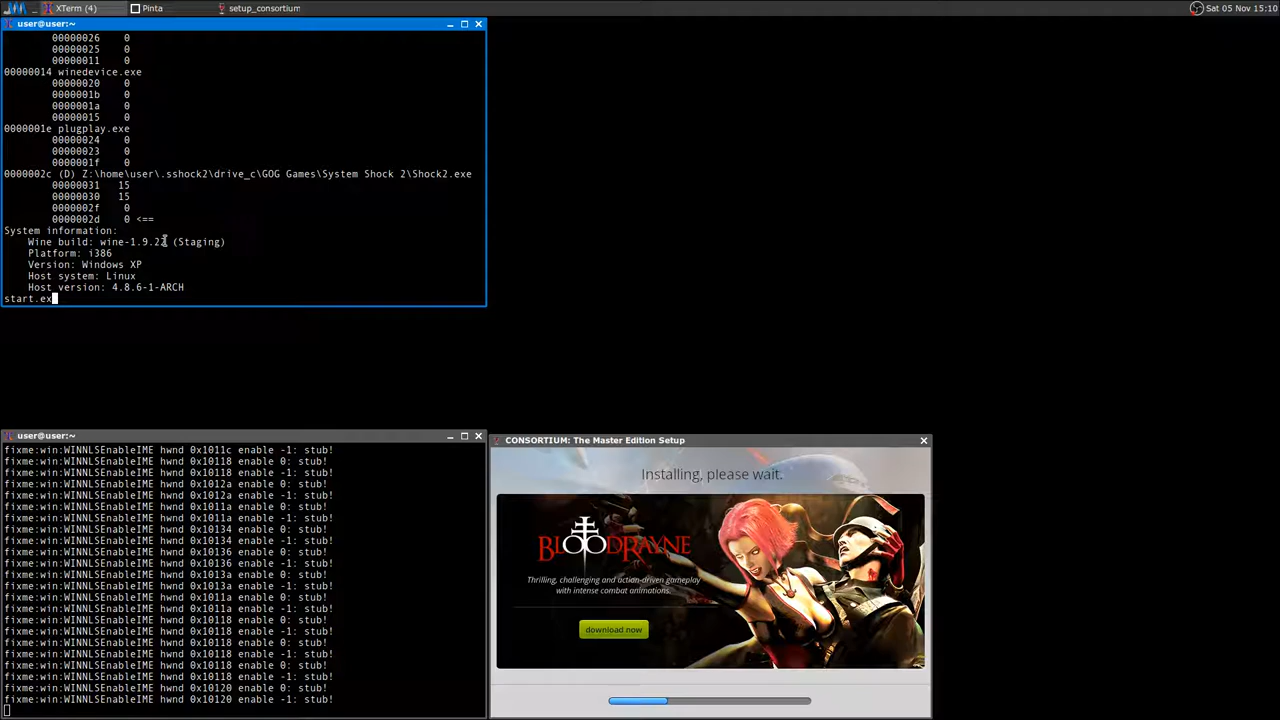 XTerm (4)
Pinta
setup_consortium
Sat 05 Nov 15:10
user@user:~
00000026 0
00000025 0
00000011 0
00000014 winedevice.exe
00000020 0
0000001b 0
0000001a 0
00000015 0
0000001e plugplay.exe
00000024 0
00000023 0
0000001f 0
0000002c (D) Z:\home\user\.sshock2\drive_c\GOG Games\System Shock 2\Shock2.exe
00000031 15
00000030 15
0000002f 0
0000002d 0 <==
System information:
Wine build: (Staging)
Platform: i386
Version: Windows XP
Host system: Linux
Host version: 4.8.6-1-ARCH
start.ex
user@user:~
fixme:win:WINNLSEnableIME hwnd 0x1011c enable -1: stub!
fixme:win:WINNLSEnableIME hwnd 0x10118 enable 0: stub!
fixme:win:WINNLSEnableIME hwnd 0x10118 enable -1: stub!
fixme:win:WINNLSEnableIME hwnd 0x1012a enable 0: stub!
fixme:win:WINNLSEnableIME hwnd 0x1012a enable -1: stub!
fixme:win:WINNLSEnableIME hwnd 0x1011a enable 0: stub!
fixme:win:WINNLSEnableIME hwnd 0x1011a enable -1: stub!
fixme:win:WINNLSEnableIME hwnd 0x10134 enable 0: stub!
fixme:win:WINNLSEnableIME hwnd 0x10134 enable -1: stub!
fixme:win:WINNLSEnableIME hwnd 0x10136 enable 0: stub!
fixme:win:WINNLSEnableIME hwnd 0x10136 enable -1: stub!
fixme:win:WINNLSEnableIME hwnd 0x1013a enable 0: stub!
fixme:win:WINNLSEnableIME hwnd 0x1013a enable -1: stub!
fixme:win:WINNLSEnableIME hwnd 0x1011a enable 0: stub!
fixme:win:WINNLSEnableIME hwnd 0x1011a enable -1: stub!
fixme:win:WINNLSEnableIME hwnd 0x10118 enable 0: stub!
fixme:win:WINNLSEnableIME hwnd 0x10118 enable -1: stub!
fixme:win:WINNLSEnableIME hwnd 0x10118 enable 0: stub!
fixme:win:WINNLSEnableIME hwnd 0x10118 enable -1: stub!
fixme:win:WINNLSEnableIME hwnd 0x10118 enable 0: stub!
fixme:win:WINNLSEnableIME hwnd 0x10118 enable -1: stub!
fixme:win:WINNLSEnableIME hwnd 0x10120 enable 0: stub!
fixme:win:WINNLSEnableIME hwnd 0x10120 enable -1: stub!
CONSORTIUM: The Master Edition Setup
Installing, please wait.
BLOODRAYNE
Thrilling, challenging and action-driven gameplay
with intense combat animations.
download now